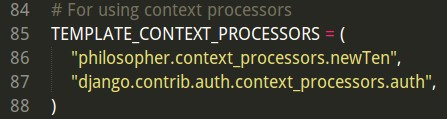 84 # For using context processors
85 TEMPLATE_CONTEXT_PROCESSORS = (
86     "philosopher.context_processors.newTen",
87     "django.contrib.auth.context_processors.auth",
88 )